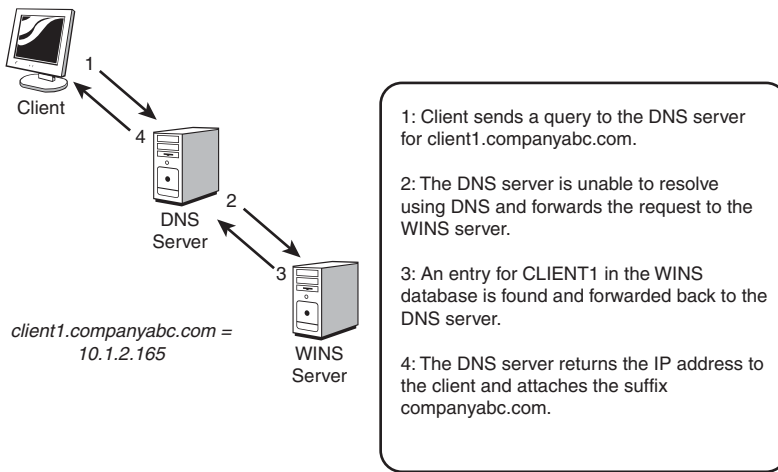 1
Client
4
DNS
Server
2
3
WINS
Server
client1.companyabc.com =
10.1.2.165
1: Client sends a query to the DNS server
for client1.companyabc.com.
2: The DNS server is unable to resolve
using DNS and forwards the request to the
WINS server.
3: An entry for CLIENT1 in the WINS
database is found and forwarded back to the
DNS server.
4: The DNS server returns the IP address to
the client and attaches the suffix
companyabc.com.